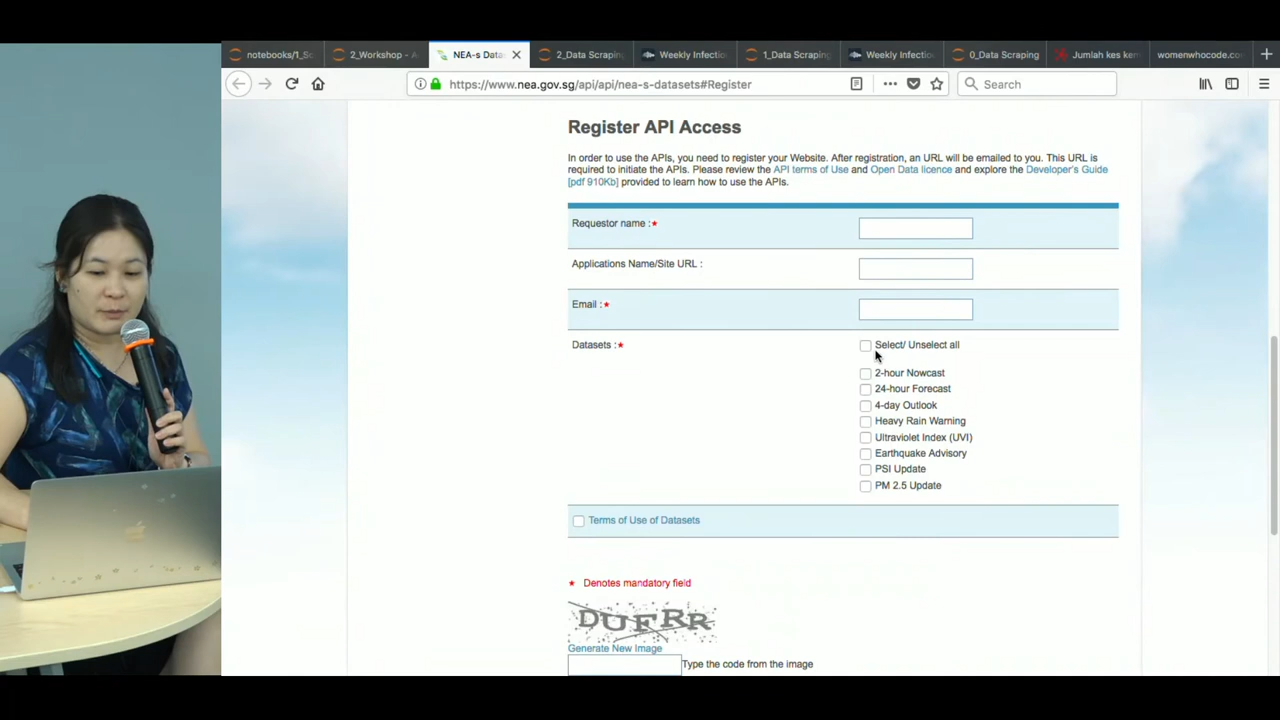 notebooks/1_Sc
2_Workshop - A
NEA-s Data
2_Data Scraping
Weekly Infectio
1_Data Scraping
Weekly Infectio
0_Data Scraping
Jumlah kes kem
womenwhocode.co
https://www.nea.gov.sg/api/api/nea-s-datasets#Register
Search
Register API Access
In order to use the APIs, you need to register your Website. After registration, an URL will be emailed to you. This URL is
required to initiate the APIs. Please review the API terms of Use and Open Data licence and explore the Developer's Guide
[pdf 910Kb] provided to learn how to use the APIs.
Requestor name :*
Applications Name/Site URL :
Email :*
Datasets :*
Select/ Unselect all
2-hour Nowcast
24-hour Forecast
4-day Outlook
Heavy Rain Warning
Ultraviolet Index (UVI)
Earthquake Advisory
PSI Update
PM 2.5 Update
Terms of Use of Datasets
* Denotes mandatory field
DUFRR
Generate New Image
Type the code from the image